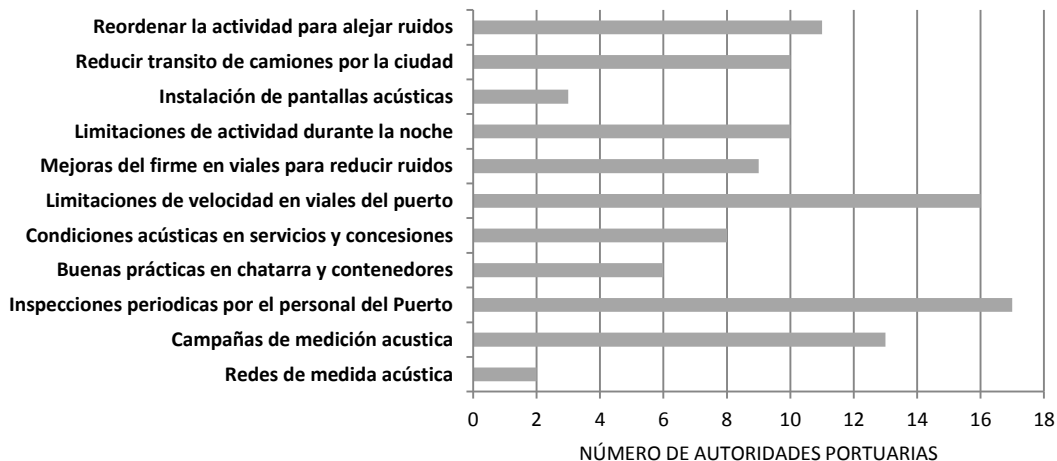 Reordenar la actividad para alejar ruidos
Reducir transito de camiones por la ciudad
Instalación de pantallas acústicas
Limitaciones de actividad durante la noche
Mejoras del firme en viales para reducir ruidos
Limitaciones de velocidad en viales del puerto
Condiciones acústicas en servicios y concesiones
Buenas prácticas en chatarra y contenedores
Inspecciones periodicas por el personal del Puerto
Campañas de medición acustica
Redes de medida acústica
0 2 4 6 8 10 12 14 16 18
NÚMERO DE AUTORIDADES PORTUARIAS